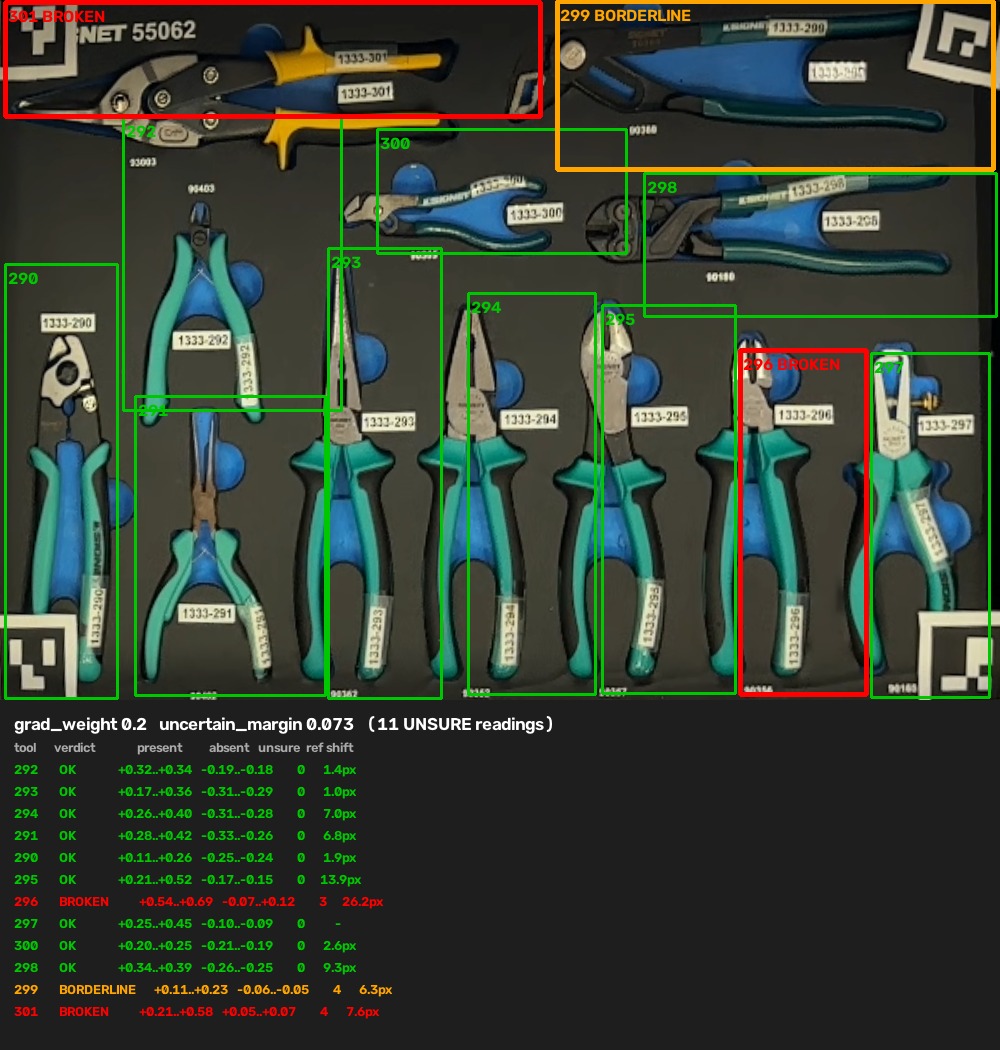 301 BROKEN
299 BORDERLINE
NET 55062
1333-299
1333-301
1333-301
292
93003
90380
300
90403
298
1333-298
1333-300
1333-298
90180
293
290
294
295
1333-290
1333-292
1333-292
296 BROKEN
297
291
1333-293
1333-294
1333-295
1333-296
1333-297
1333-297
SIGNET
1333-290
1333-291
1333-291
1333-293
1333-294
1333-295
1333-296
90362
90356
90160
grad_weight 0.2 uncertain_margin 0.073 (11 UNSURE readings)
tool verdict present absent unsure ref shift
292 OK +0.32..+0.34 -0.19..-0.18 0 1.4px
293 OK +0.17..+0.36 -0.31..-0.29 0 1.0px
294 OK +0.26..+0.40 -0.31..-0.28 0 7.0px
291 OK +0.28..+0.42 -0.33..-0.26 0 6.8px
290 OK +0.11..+0.26 -0.25..-0.24 0 1.9px
295 OK +0.21..+0.52 -0.17..-0.15 0 13.9px
296 BROKEN +0.54..+0.69 -0.07..+0.12 3 26.2px
297 OK +0.25..+0.45 -0.10..-0.09 0 -
300 OK +0.20..+0.25 -0.21..-0.19 0 2.6px
298 OK +0.34..+0.39 -0.26..-0.25 0 9.3px
299 BORDERLINE +0.11..+0.23 -0.06..-0.05 4 6.3px
301 BROKEN +0.21..+0.58 +0.05..+0.07 4 7.6px